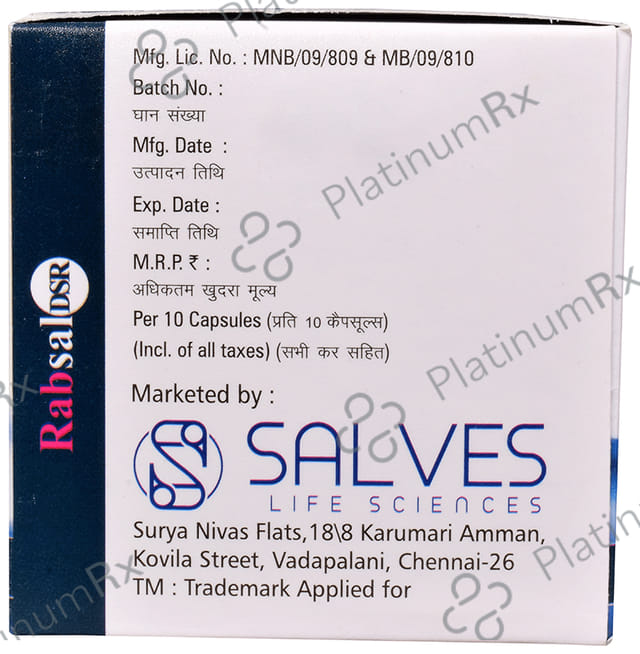 Mfg. Lic. No. : MNB/09/809 & MB/09/810
Batch No. :
घान संख्या
Mfg. Date :
उत्पादन तिथि
Exp. Date :
समाप्ति तिथि
M.R.P. ₹ :
अधिकतम खुदरा मूल्य
Per 10 Capsules (प्रति 10 कैपसूल्स)
(Incl. of all taxes) (सभी कर सहित)
Marketed by :
SALVES
LIFE SCIENCES
Surya Nivas Flats,18\8 Karumari Amman,
Kovila Street, Vadapalani, Chennai-26
TM : Trademark Applied for
Rabsal DSR
PlatinumRx
PlatinumRx
PlatinumRx
PlatinumRx